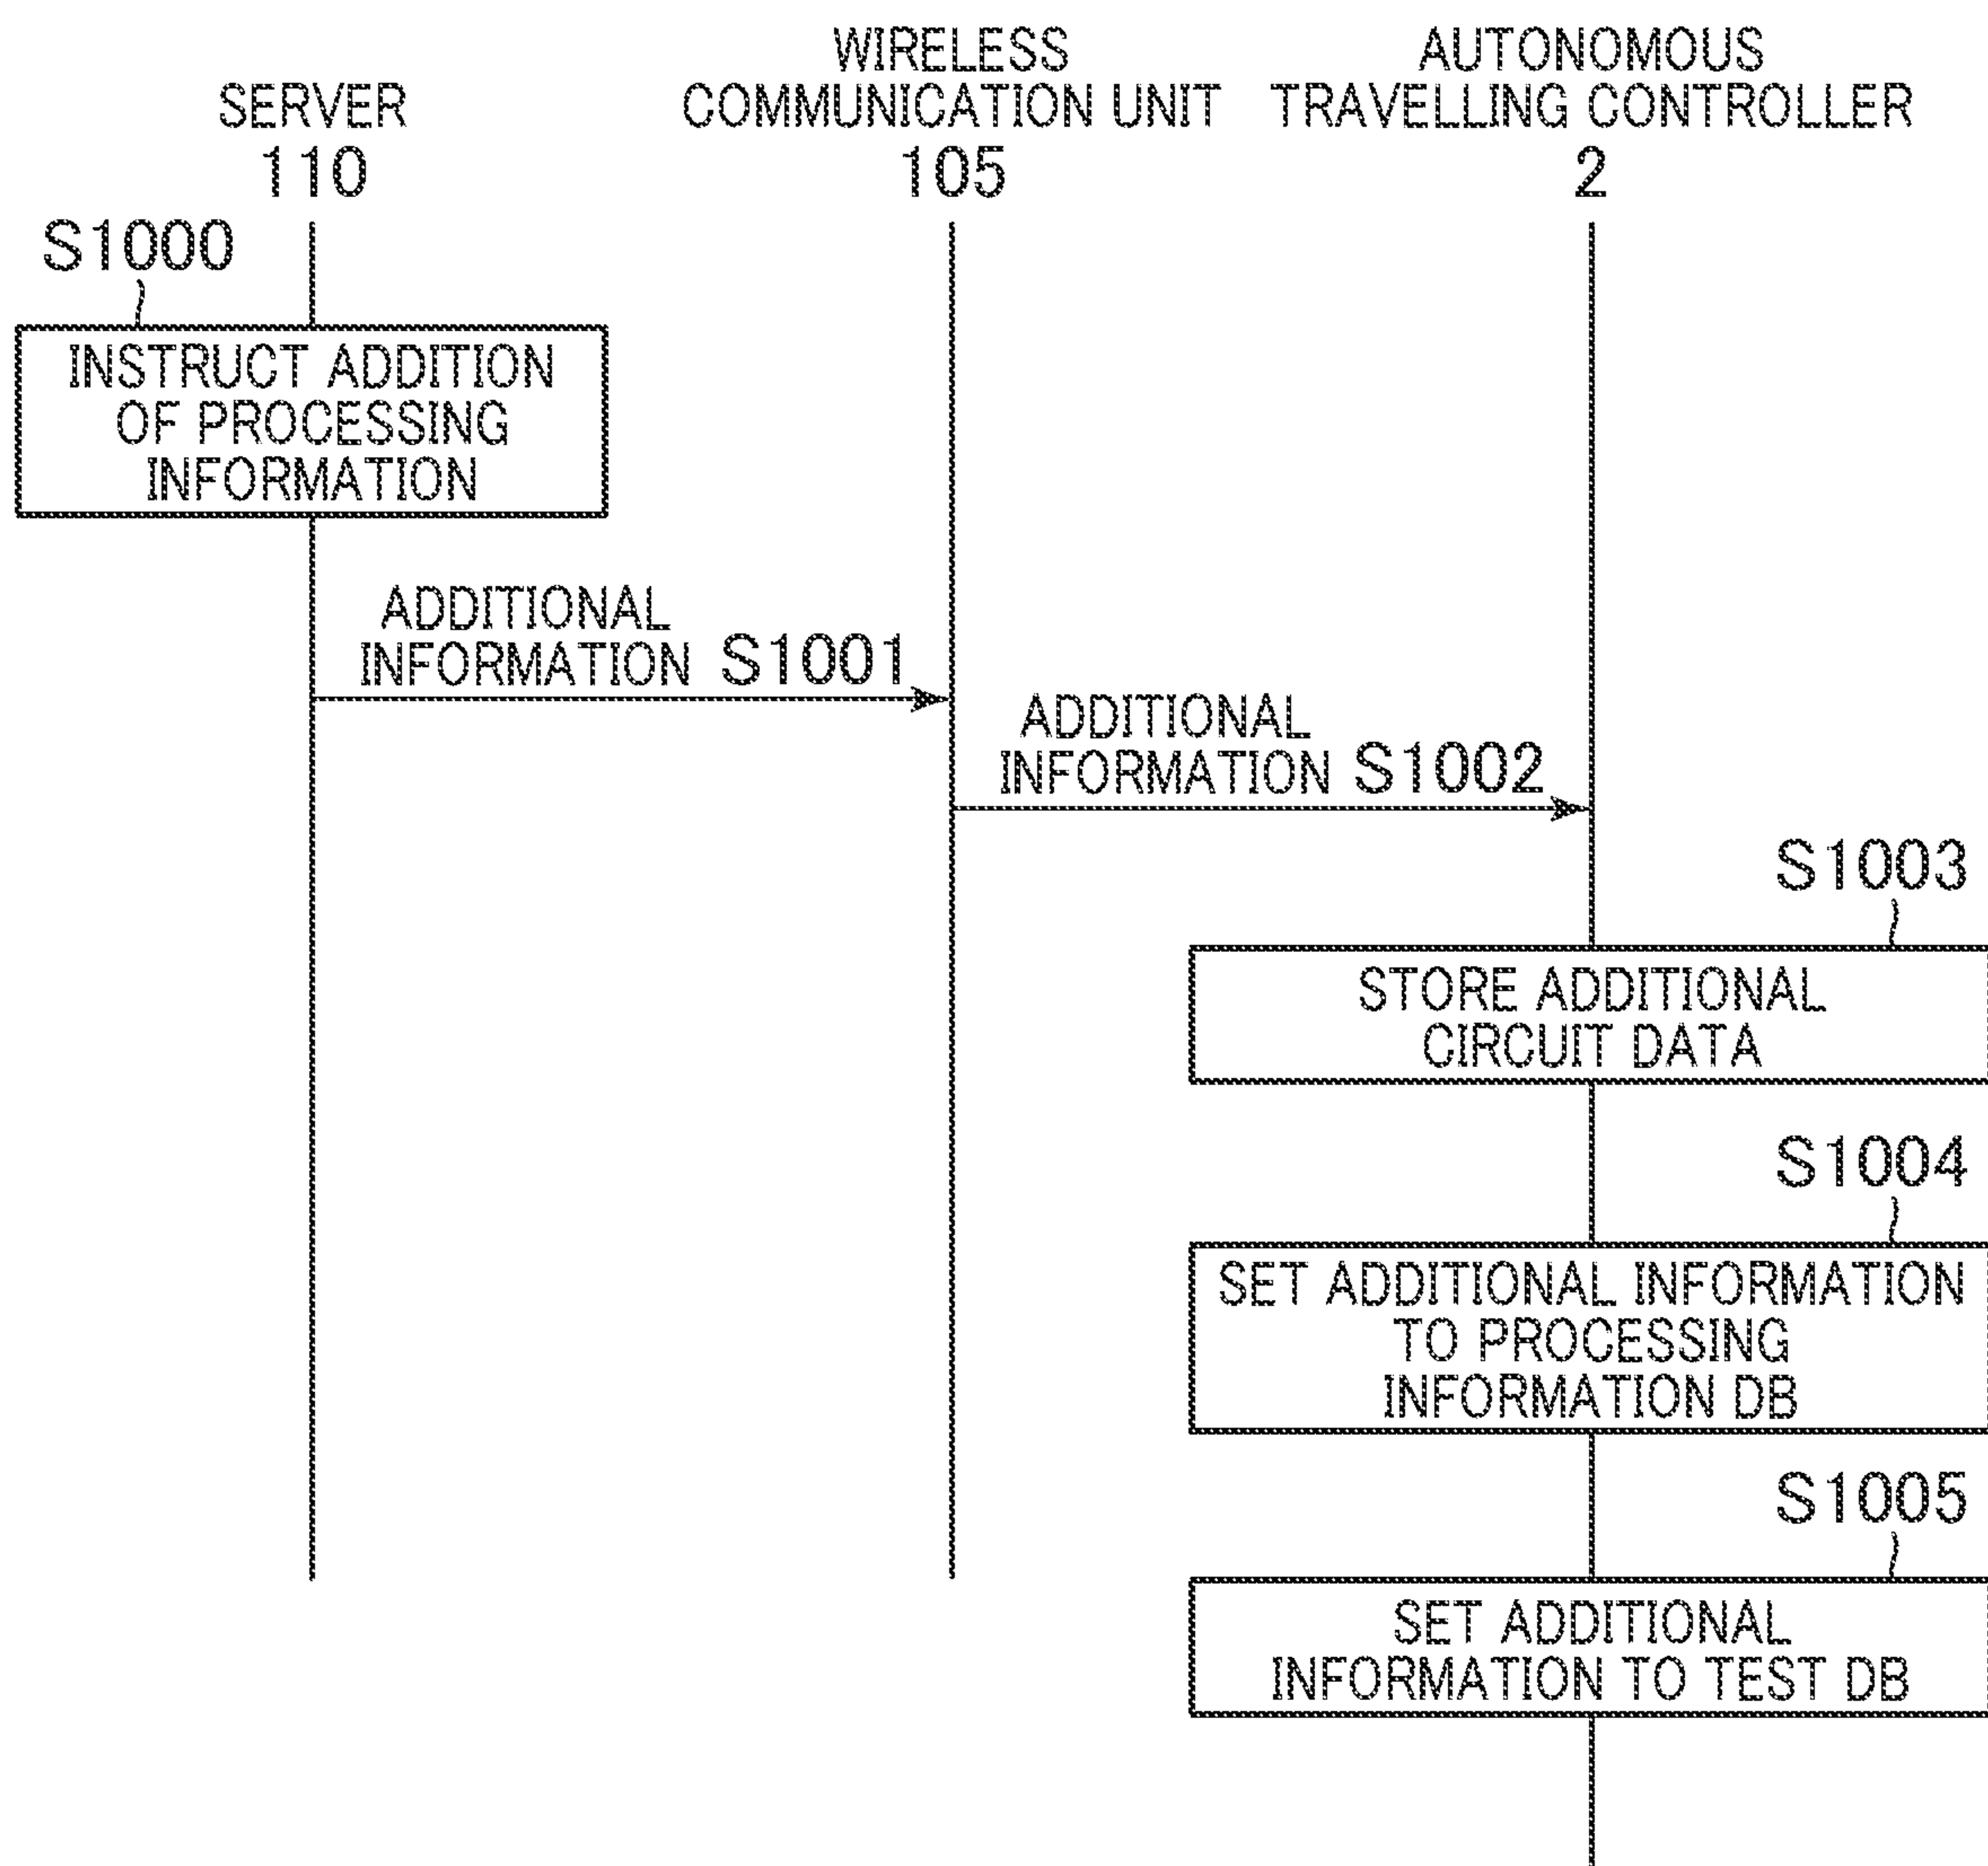 SERVER
110
WIRELESS
COMMUNICATION UNIT
105
AUTONOMOUS
TRAVELLING CONTROLLER
2
S1000
INSTRUCT ADDITION
OF PROCESSING
INFORMATION
ADDITIONAL
INFORMATION S1001
ADDITIONAL
INFORMATION S1002
S1003
STORE ADDITIONAL
CIRCUIT DATA
S1004
SET ADDITIONAL INFORMATION
TO PROCESSING
INFORMATION DB
S1005
SET ADDITIONAL
INFORMATION TO TEST DB